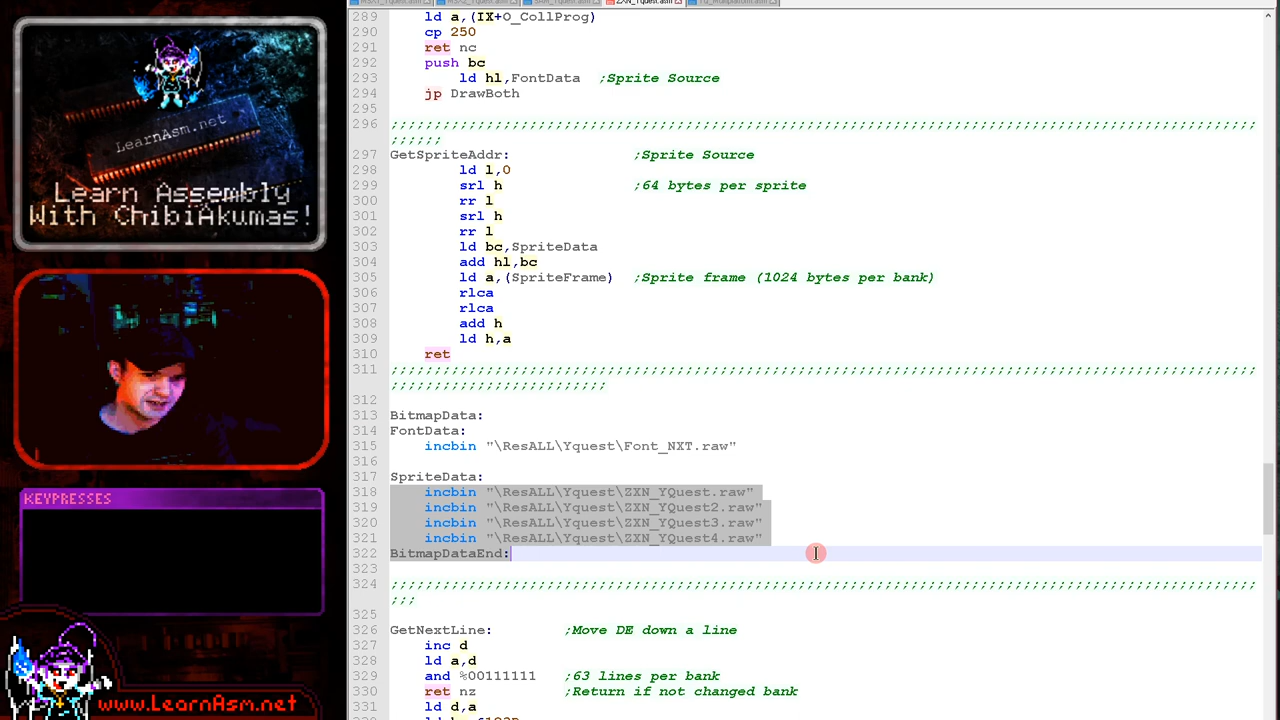 LearnAsm.net
Learn Assembly
With ChibiAkumas!
KEYPRESSES
www.LearnAsm.net
289 ld a,(IX+O_CollProg)
290 cp 250
291 ret nc
292 push bc
293 ld hl,FontData ;Sprite Source
294 jp DrawBoth
295
296 ;;;;;;;;;;;;;;;;;;;;;;;;;;;;;;;;;;;;;;;;;;;;;;;;;;;;;;;;;;;;;;;;;;;;;;;;;;;;;;;;;;;;;;;;;;;;;;;;;;;;
;;;;;;
297 GetSpriteAddr: ;Sprite Source
298 ld l,0
299 srl h ;64 bytes per sprite
300 rr l
301 srl h
302 rr l
303 ld bc,SpriteData
304 add hl,bc
305 ld a,(SpriteFrame) ;Sprite frame (1024 bytes per bank)
306 rlca
307 rlca
308 add h
309 ld h,a
310 ret
311 ;;;;;;;;;;;;;;;;;;;;;;;;;;;;;;;;;;;;;;;;;;;;;;;;;;;;;;;;;;;;;;;;;;;;;;;;;;;;;;;;;;;;;;;;;;;;;;;;;;;;
;;;;;;;;;;;;;;;;;;;;;;;;;
312
313 BitmapData:
314 FontData:
315 incbin "\ResALL\Yquest\Font_NXT.raw"
316
317 SpriteData:
318 incbin "\ResALL\Yquest\ZXN_YQuest.raw"
319 incbin "\ResALL\Yquest\ZXN_YQuest2.raw"
320 incbin "\ResALL\Yquest\ZXN_YQuest3.raw"
321 incbin "\ResALL\Yquest\ZXN_YQuest4.raw"
322 BitmapDataEnd:
323
324 ;;;;;;;;;;;;;;;;;;;;;;;;;;;;;;;;;;;;;;;;;;;;;;;;;;;;;;;;;;;;;;;;;;;;;;;;;;;;;;;;;;;;;;;;;;;;;;;;;;;;
;;;
325
326 GetNextLine: ;Move DE down a line
327 inc d
328 ld a,d
329 and %00111111 ;63 lines per bank
330 ret nz ;Return if not changed bank
331 ld d,a